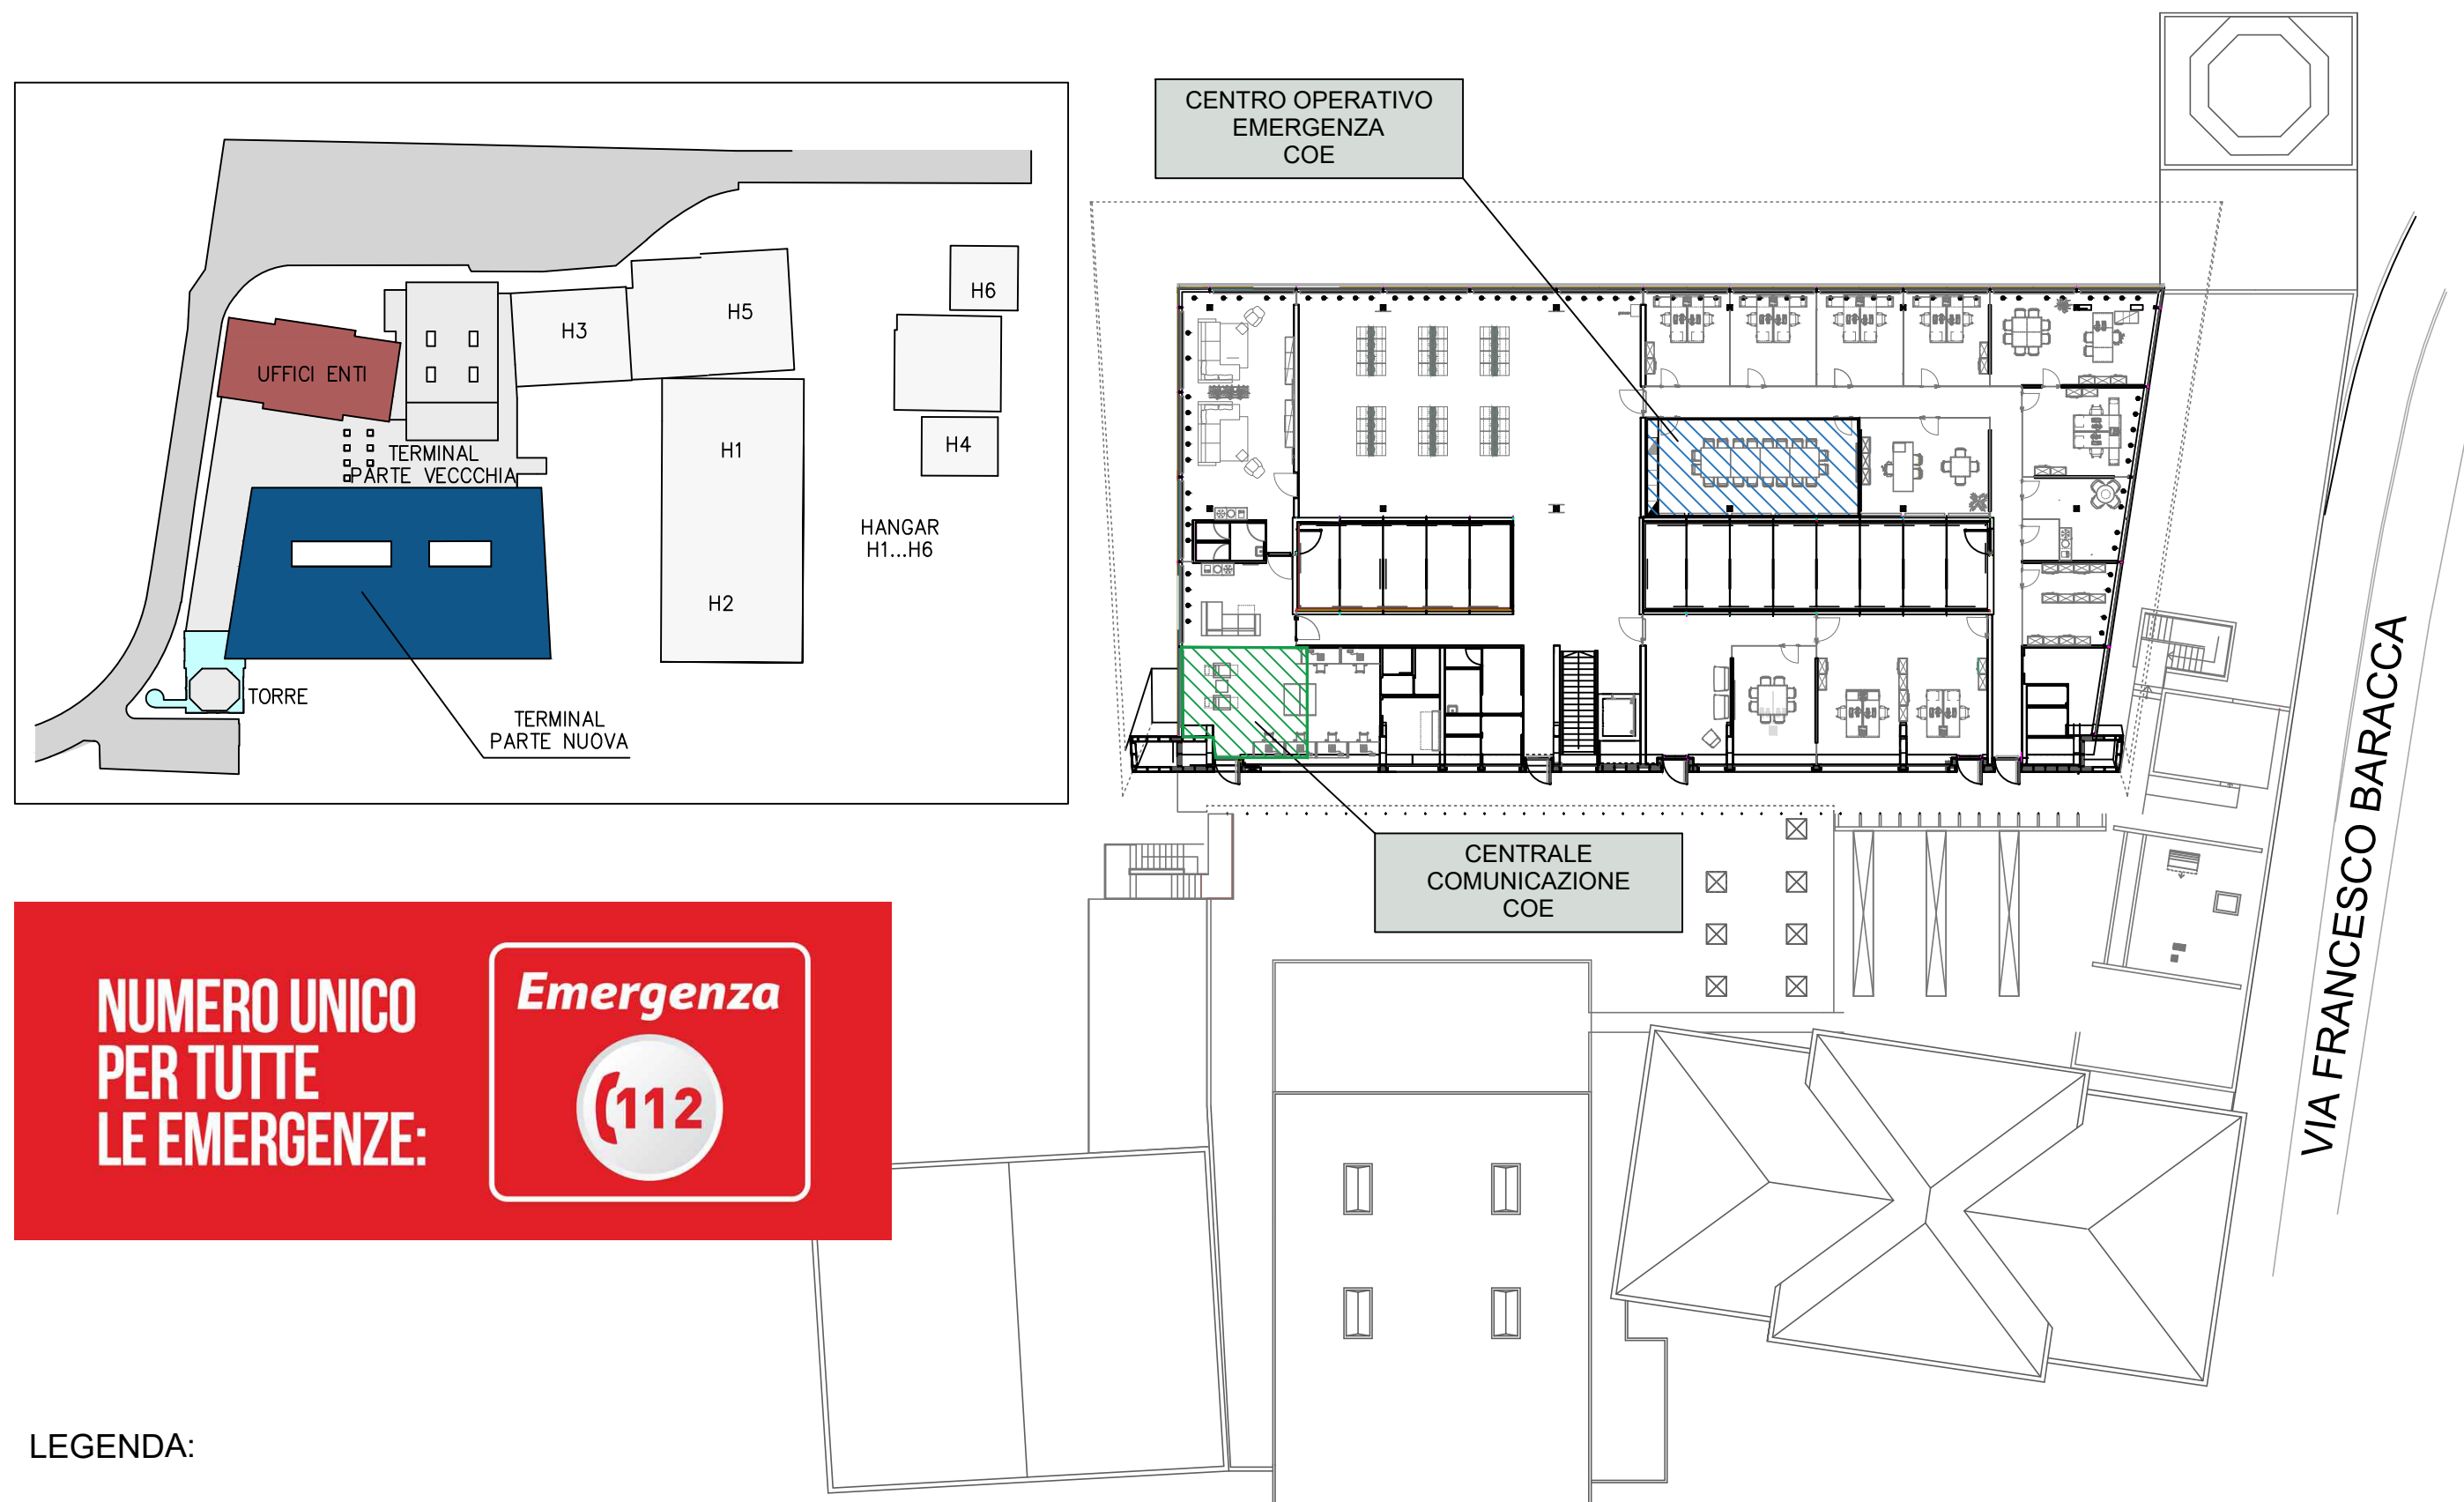 CENTRO OPERATIVO
EMERGENZA
COE
H6
H5
H3
UFFICI ENTI
H1
H4
TERMINAL
PARTE VECCCHIA
HANGAR
H1...H6
H2
TORRE
TERMINAL
PARTE NUOVA
VIA FRANCESCO BARACCA
CENTRALE
COMUNICAZIONE
COE
NUMERO UNICO
PER TUTTE
LE EMERGENZE:
Emergenza
112
LEGENDA: